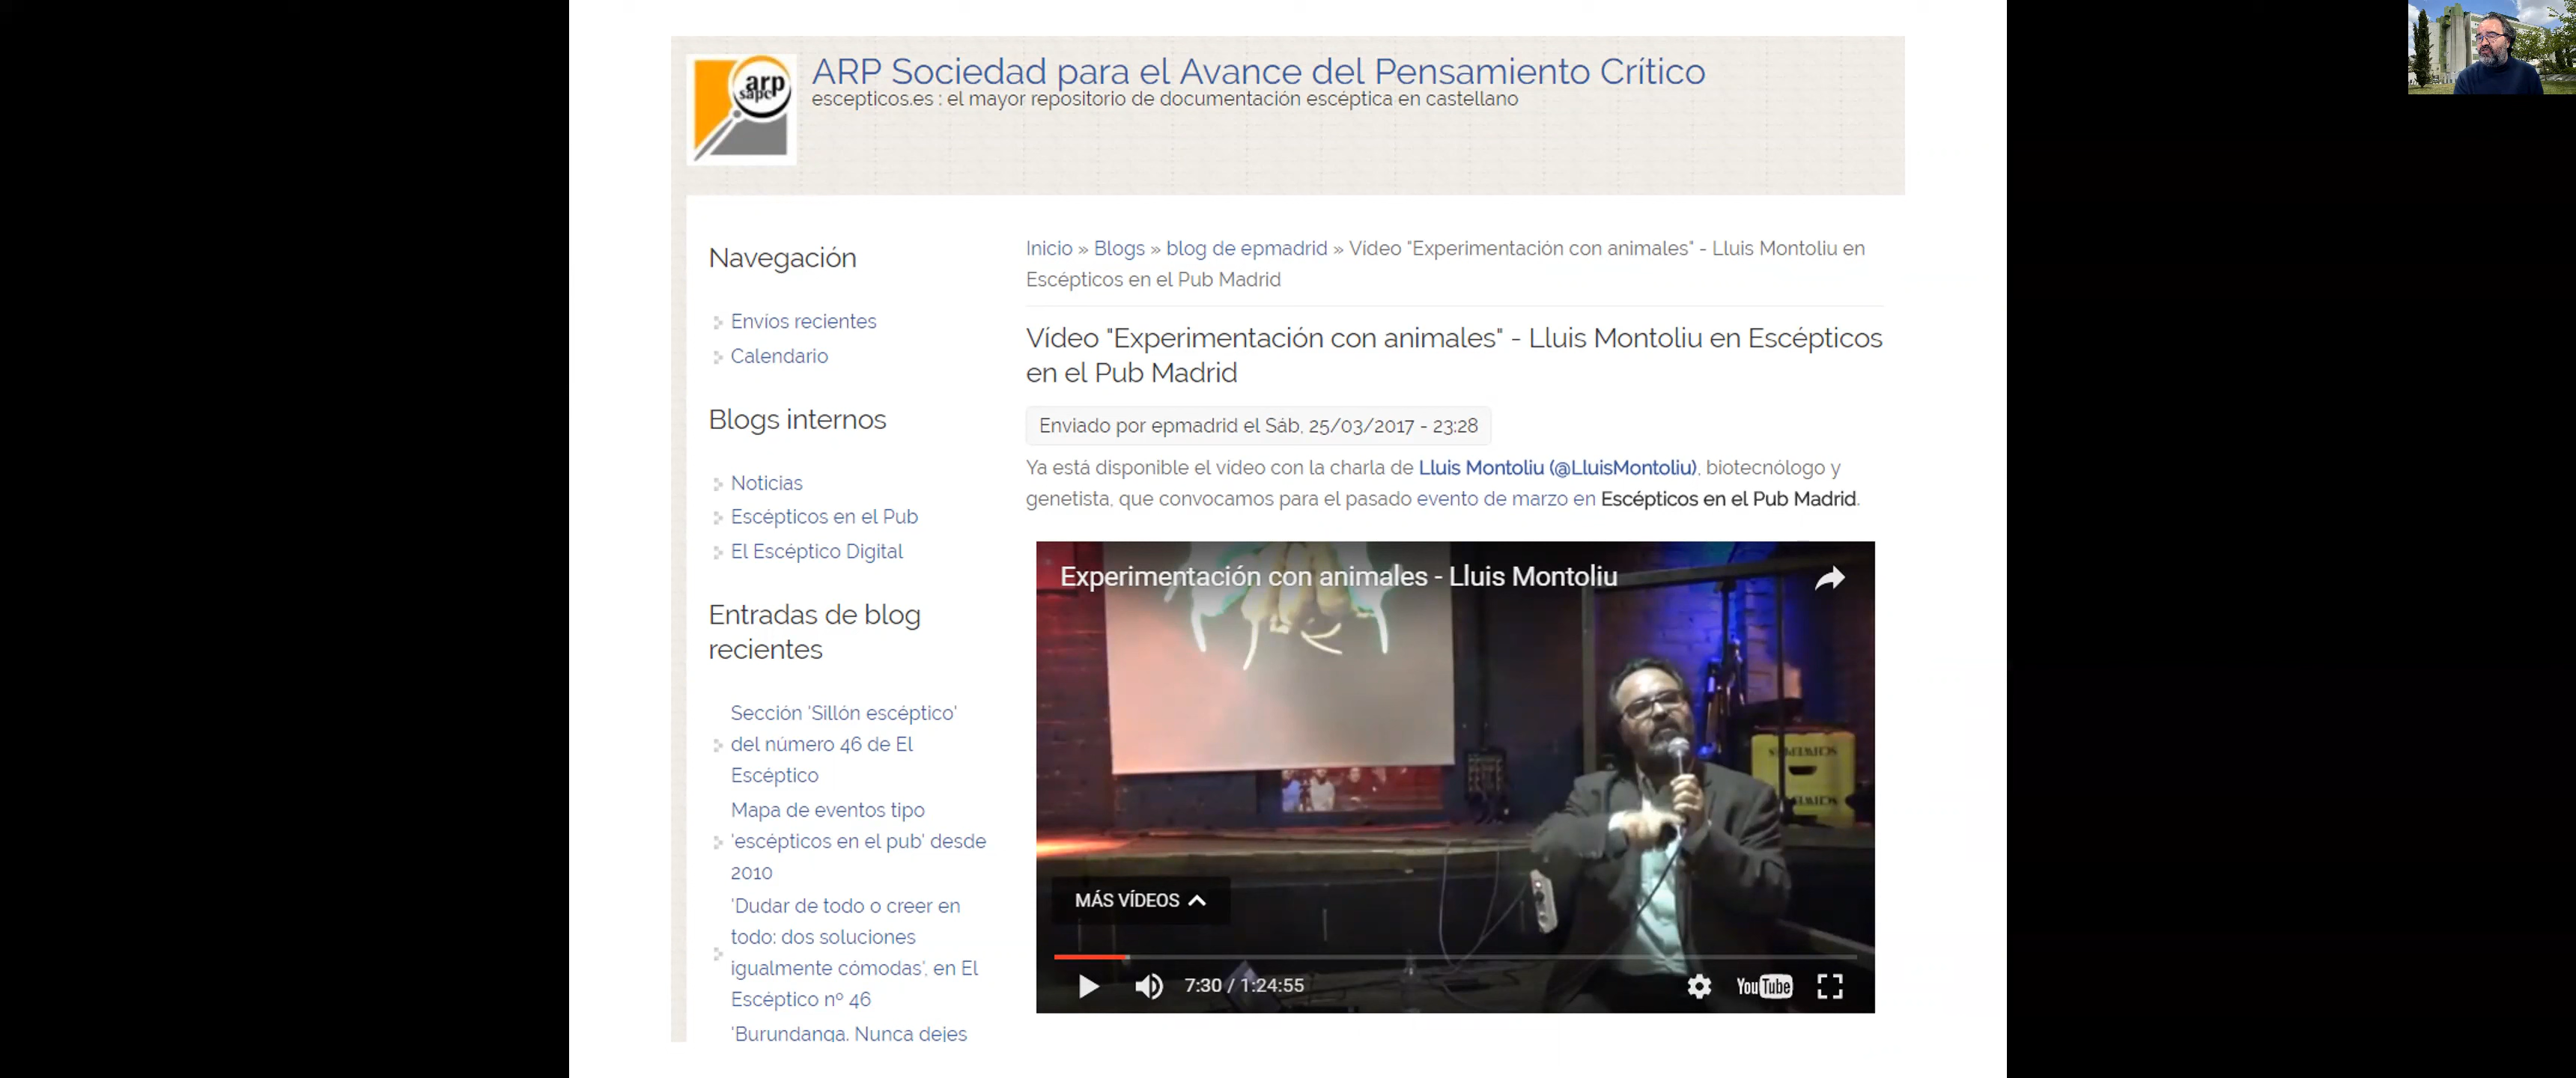 ARP Sociedad para el Avance del Pensamiento Crítico
escepticos.es : el mayor repositorio de documentación escéptica en castellano
arp
sapc
Navegación
Envíos recientes
Calendario
Blogs internos
Noticias
Escépticos en el Pub
El Escéptico Digital
Entradas de blog
recientes
Sección 'Sillón escéptico'
del número 46 de El
Escéptico
Mapa de eventos tipo
'escépticos en el pub' desde
2010
'Dudar de todo o creer en
todo: dos soluciones
igualmente cómodas', en El
Escéptico nº 46
'Burundanga. Nunca dejes
Inicio » Blogs » blog de epmadrid » Vídeo "Experimentación con animales" - Lluis Montoliu en
Escépticos en el Pub Madrid
Vídeo "Experimentación con animales" - Lluis Montoliu en Escépticos
en el Pub Madrid
Enviado por epmadrid el Sáb, 25/03/2017 - 23:28
Ya está disponible el vídeo con la charla de Lluis Montoliu (@LluisMontoliu), biotecnólogo y
genetista, que convocamos para el pasado evento de marzo en Escépticos en el Pub Madrid.
Experimentación con animales - Lluis Montoliu
MÁS VÍDEOS
7:30 / 1:24:55
YouTube